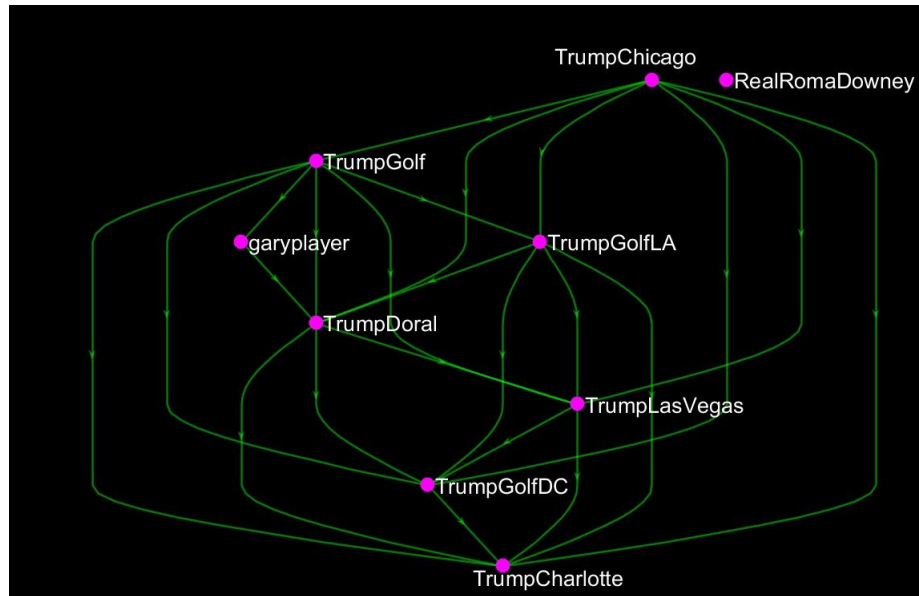 TrumpChicago
RealRomaDowney
TrumpGolf
garyplayer
TrumpGolfLA
TrumpDoral
TrumpLasVegas
TrumpGolfDC
TrumpCharlotte